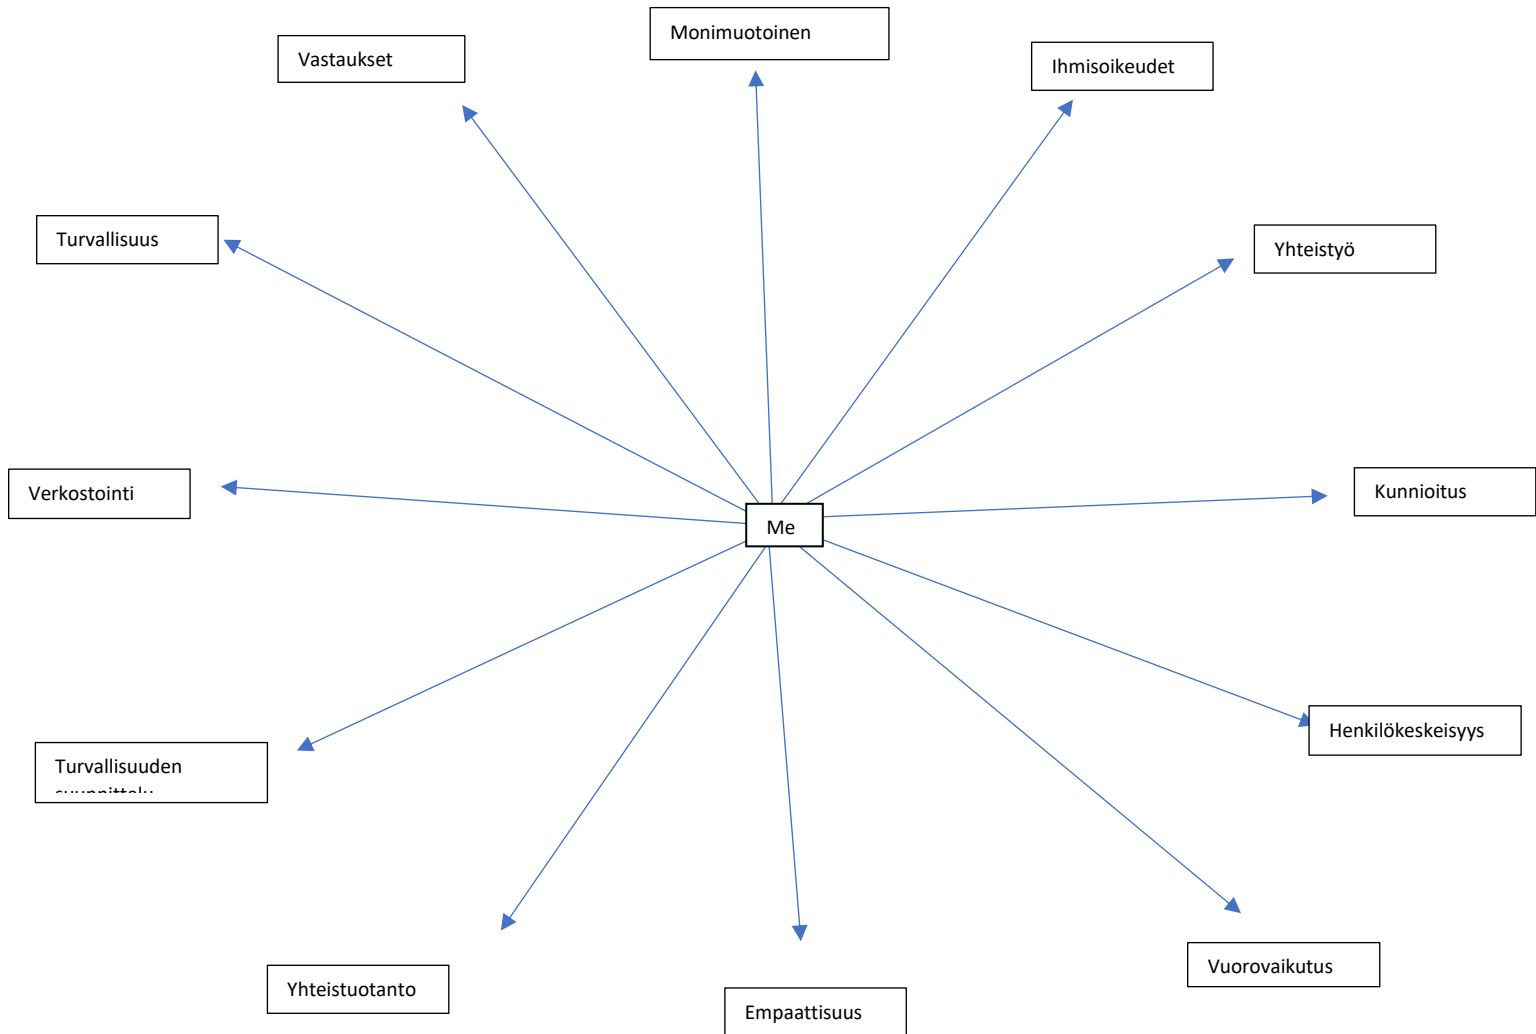 Monimuotoinen
Vastaukset
Ihmisoikeudet
Turvallisuus
Yhteistyö
Verkostointi
Kunnioitus
Me
Henkilökeskeisyys
Turvallisuuden
Vuorovaikutus
Yhteistuotanto
Empaattisuus